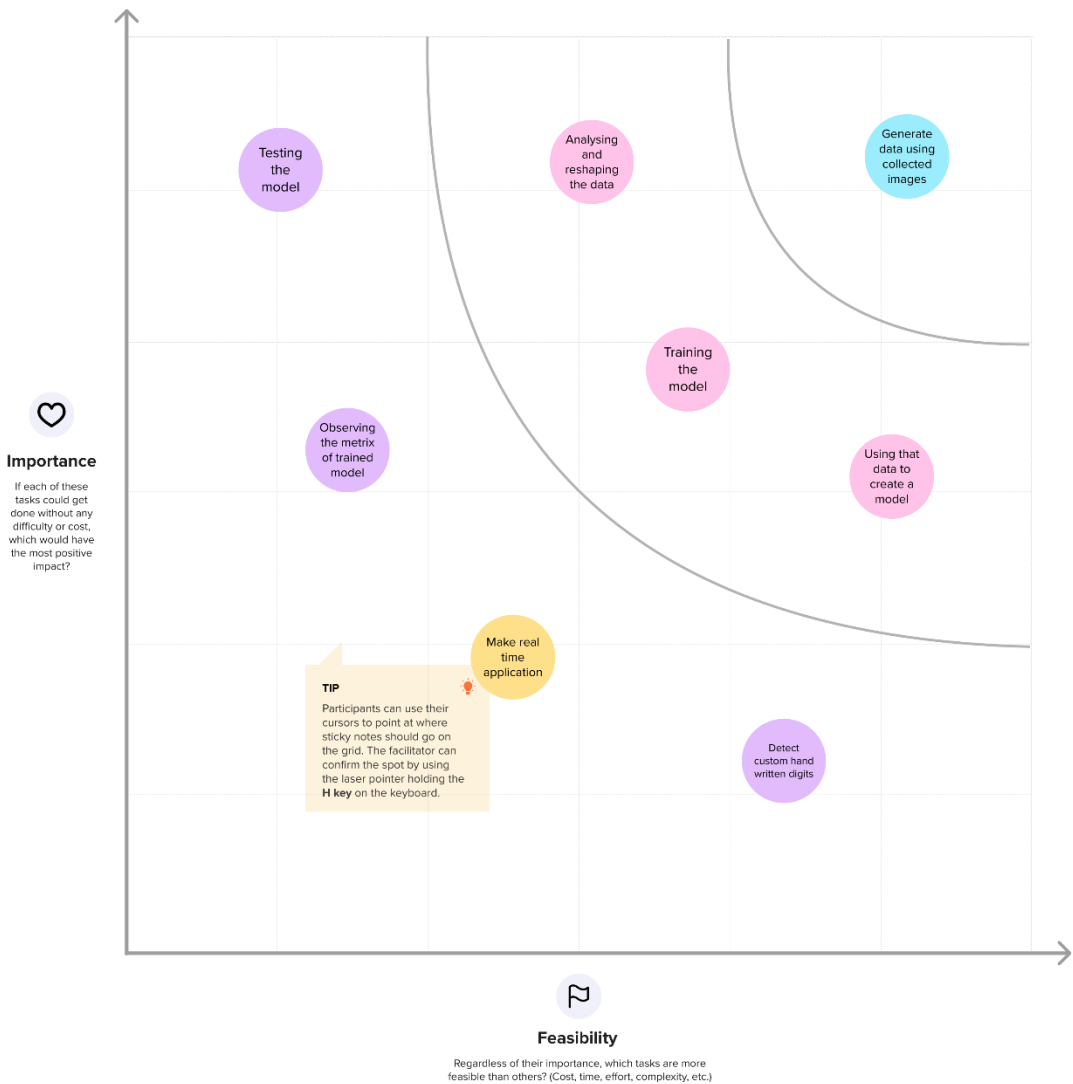 Testing
the
model
Analysing
and
reshaping
the data
Generate
data using
collected
images
Training
the
model
Observing
the metrix
of trained
model
Using that
data to
create a
model
Importance
If each of these
tasks could get
done without any
difficulty or cost,
which would have
the most positive
impact?
Make real
time
application
TIP
Participants can use their
cursors to point at where
sticky notes should go on
the grid. The facilitator can
confirm the spot by using
the laser pointer holding the
H key on the keyboard.
Detect
custom hand
written digits
Feasibility
Regardless of their importance, which tasks are more
feasible than others? (Cost, time, effort, complexity, etc.)